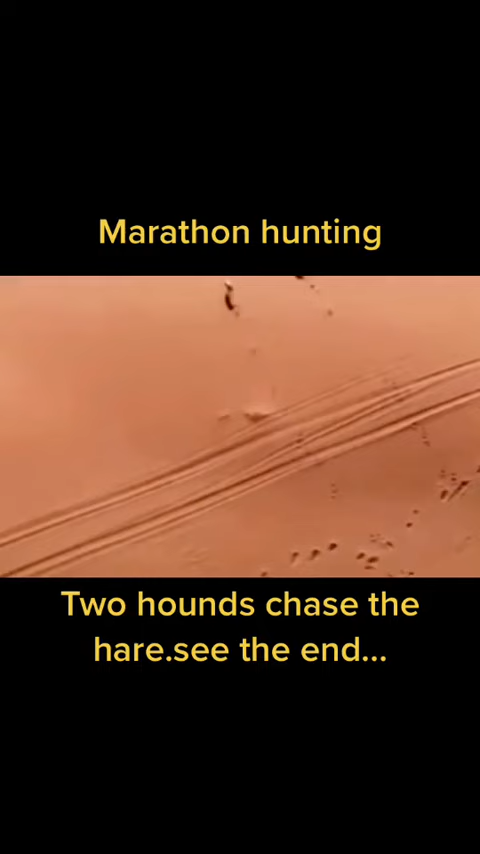 Marathon hunting
Two hounds chase the
hare.see the end...